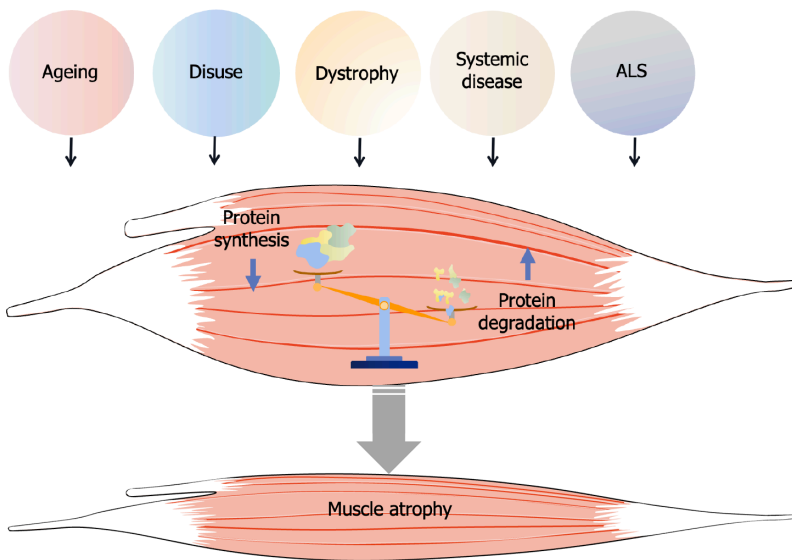 Ageing
Disuse
Dystrophy
Systemic
disease
ALS
Protein
synthesis
Protein
degradation
Muscle atrophy